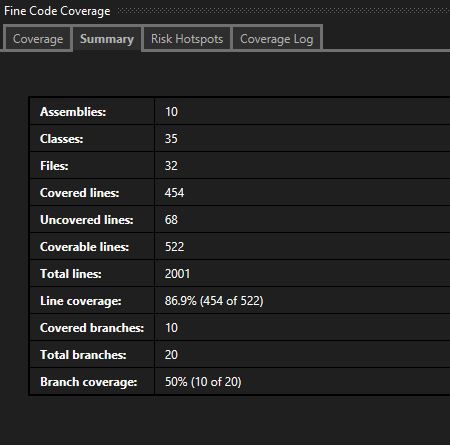 Fine Code Coverage
Coverage Summary Risk Hotspots Coverage Log
Assemblies: 10
Classes: 35
Files: 32
Covered lines: 454
Uncovered lines: 68
Coverable lines: 522
Total lines: 2001
Line coverage: 86.9% (454 of 522)
Covered branches: 10
Total branches: 20
Branch coverage: 50% (10 of 20)